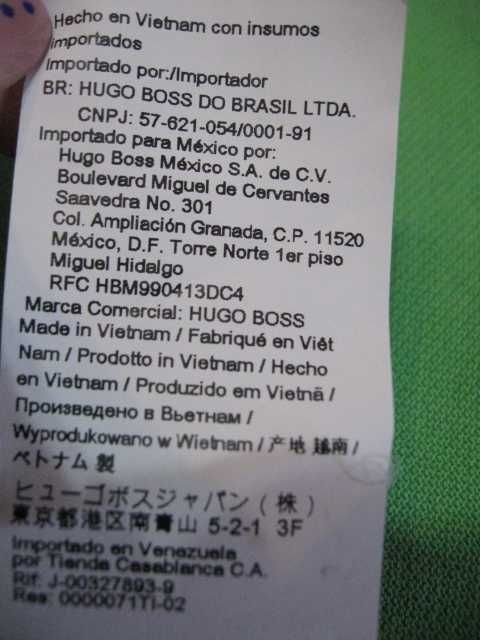 Hecho en Vietnam con insumos
importados
Importado por:/Importador
BR: HUGO BOSS DO BRASIL LTDA.
CNPJ: 57-621-054/0001-91
Importado para México por:
Hugo Boss México S.A. de C.V.
Boulevard Miguel de Cervantes
Saavedra No. 301
Col. Ampliación Granada, C.P. 11520
México, D.F. Torre Norte 1er piso
Miguel Hidalgo
RFC HBM990413DC4
Marca Comercial: HUGO BOSS
Made in Vietnam / Fabriqué en Việt
Nam / Prodotto in Vietnam / Hecho
en Vietnam / Produzido em Vietnã /
Произведено в Вьетнам /
Wyprodukowano w Wietnam / 产地 越南 /
ベトナム 製
ヒューゴボスジャパン ( 株 )
東京都港区南青山 5-2-1 3F
Importado en Venezuela
por Tienda Casablanca C.A.
Rif: J-00327893-9
Res: 0000071TI-02